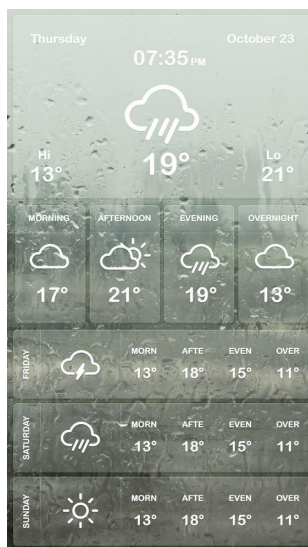 Thursday October 23
07:35 PM
19°
Hi Lo
13° 21°
MORNING AFTERNOON EVENING OVERNIGHT
17° 21° 19° 13°
FRIDAY
MORN AFTE EVEN OVER
13° 18° 15° 11°
SATURDAY
MORN AFTE EVEN OVER
13° 18° 15° 11°
SUNDAY
MORN AFTE EVEN OVER
13° 18° 15° 11°